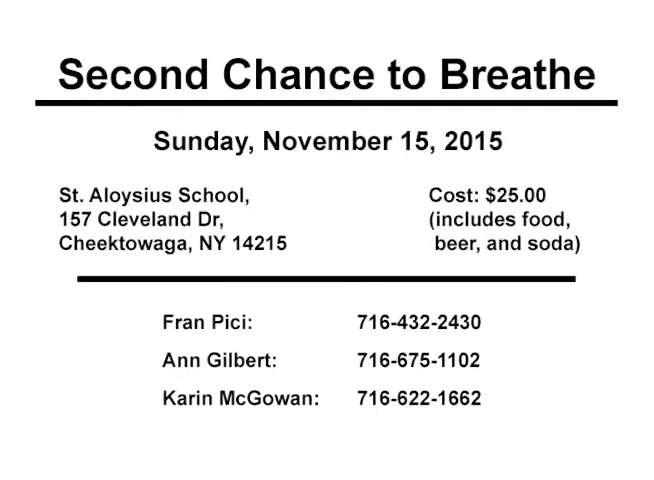 Second Chance to Breathe
Sunday, November 15, 2015
St. Aloysius School,
157 Cleveland Dr,
Cheektowaga, NY 14215
Cost: $25.00
(includes food,
beer, and soda)
Fran Pici: 716-432-2430
Ann Gilbert: 716-675-1102
Karin McGowan: 716-622-1662